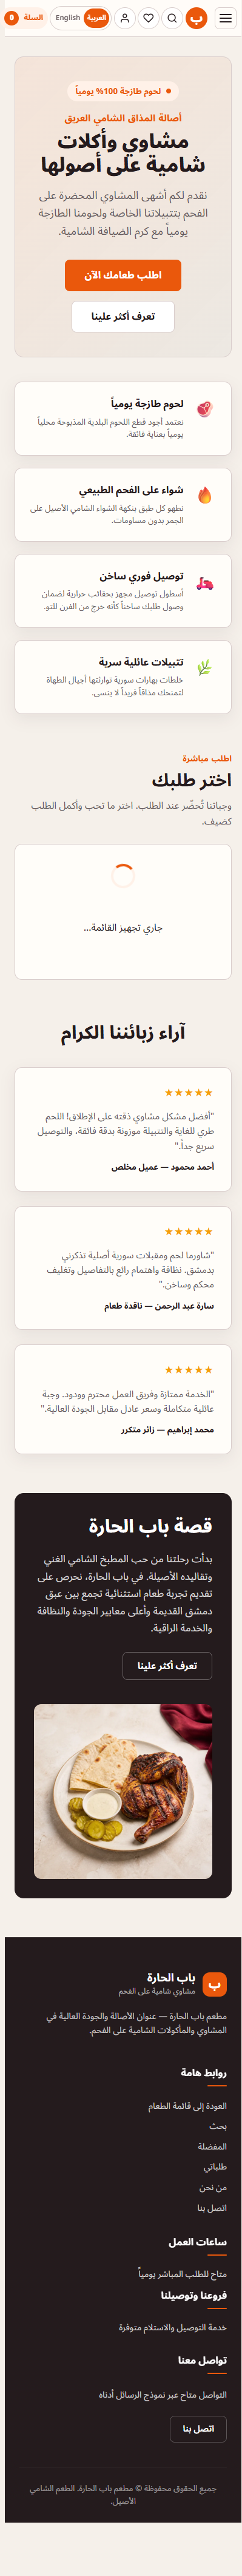 ب
English
العربية
السلة
0
لحوم طازجة 100% يومياً
أصالة المذاق الشامي العريق
مشاوي وأكلات
شامية على أصولها
نقدم لكم أشهى المشاوي المحضرة على
الفحم بتتبيلاتنا الخاصة ولحومنا الطازجة
يومياً مع كرم الضيافة الشامية.
اطلب طعامك الآن
تعرف أكثر علينا
لحوم طازجة يومياً
نعتمد أجود قطع اللحوم البلدية المذبوحة محلياً
يومياً بعناية فائقة.
شواء على الفحم الطبيعي
نطهو كل طبق بنكهة الشواء الشامي الأصيل على
الجمر بدون مساومات.
توصيل فوري ساخن
أسطول توصيل مجهز بحقائب حرارية لضمان
وصول طلبك ساخناً كأنه خرج من الفرن للتو.
تتبيلات عائلية سرية
خلطات بهارات سورية توارثتها أجيال الطهاة
لتمنحك مذاقاً فريداً لا ينسى.
اطلب مباشرة
اختر طبلك
وجباتنا تُحضّر عند الطلب. اختر ما تحب وأكمل الطلب
كضيف.
جاري تجهيز القائمة...
آراء زبائننا الكرام
★★★★★
"أفضل مشكل مشاوي ذقته على الإطلاق! اللحم
طري للغاية والتتبيلة موزونة بدقة فائقة، والتوصيل
سريع جداً."
أحمد محمود — عميل مخلص
★★★★★
"شاورما لحم ومقبلات سورية أصلية تذكرني
بدمشق. نظافة واهتمام رائع بالتفاصيل وتغليف
محكم وساخن."
سارة عبد الرحمن — ناقدة طعام
★★★★★
"الخدمة ممتازة وفريق العمل محترم وودود. وجبة
عائلية متكاملة وسعر عادل مقابل الجودة العالية."
محمد إبراهيم — زائر متكرر
قصة باب الحارة
بدأت رحلتنا من حب المطبخ الشامي الغني
وتقاليده الأصيلة. في باب الحارة، نحرص على
تقديم تجربة طعام استثنائية تجمع بين عبق
دمشق القديمة وأعلى معايير الجودة والنظافة
والخدمة الراقية.
تعرف أكثر علينا
ب
باب الحارة
مشاوي شامية على الفحم
مطعم باب الحارة — عنوان الأصالة والجودة العالية في
المشاوي والمأكولات الشامية على الفحم.
روابط هامة
العودة إلى قائمة الطعام
بحث
المفضلة
طلباتي
من نحن
اتصل بنا
ساعات العمل
متاح للطلب المباشر يومياً
فروعنا وتوصيلنا
خدمة التوصيل والاستلام متوفرة
تواصل معنا
التواصل متاح عبر نموذج الرسائل أدناه
اتصل بنا
جميع الحقوق محفوظة © مطعم باب الحارة. الطعم الشامي
الأصيل.